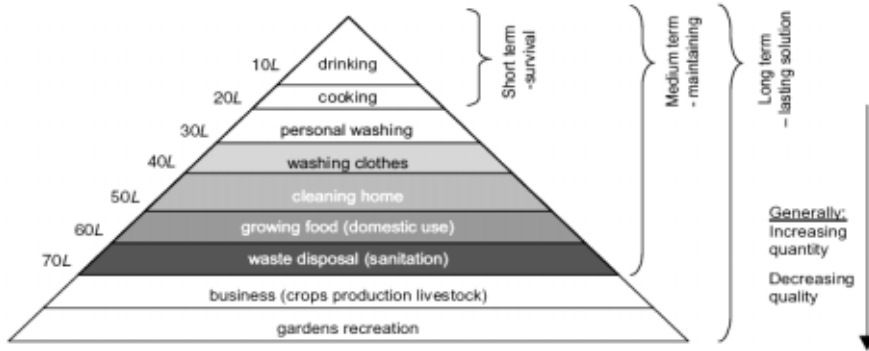 10L
drinking
20L
cooking
30L
personal washing
40L
washing clothes
50L
cleaning home
60L
growing food (domestic use)
70L
waste disposal (sanitation)
business (crops production livestock)
gardens recreation
Short term
-survival
Medium term
- maintaining
Long term
– lasting solution
Generally:
Increasing
quantity
Decreasing
quality